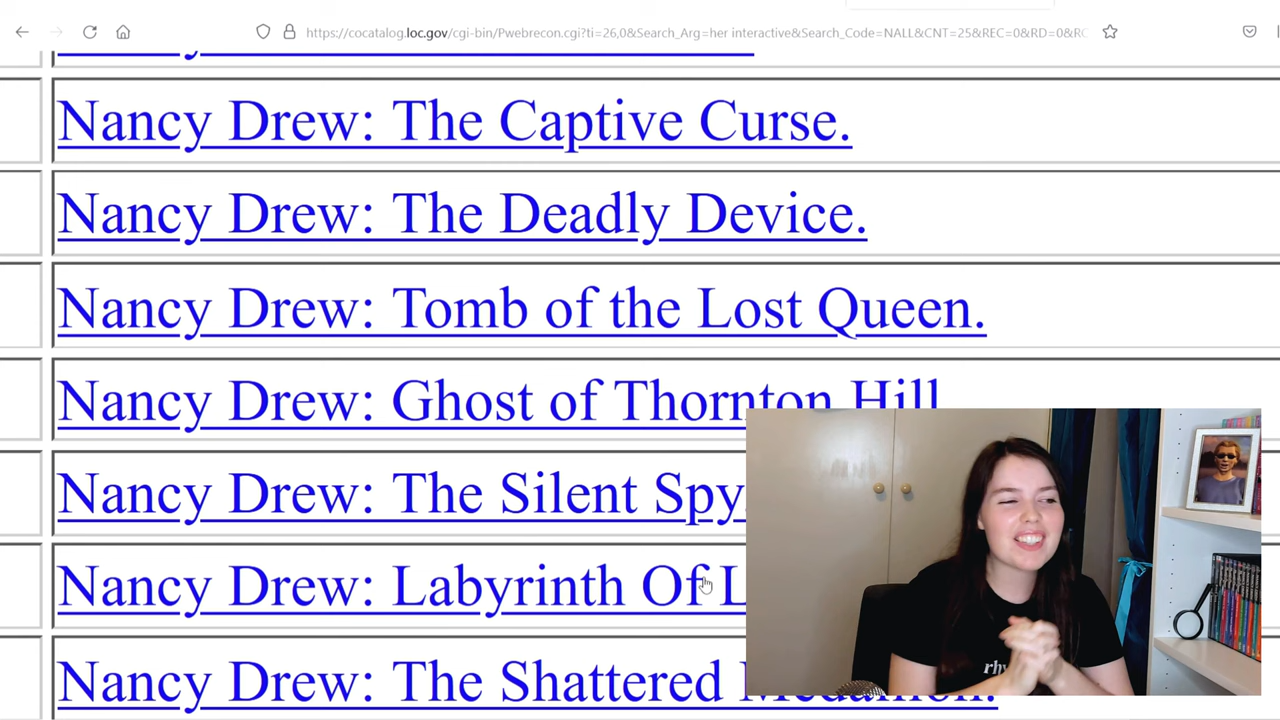 https://cocatalog.loc.gov/cgi-bin/Pwebrecon.cgi?ti=26,0&Search_Arg=her interactive&Search_Code=NALL&CNT=25&REC=0&RD=0&RC
Nancy Drew: The Captive Curse.
Nancy Drew: The Deadly Device.
Nancy Drew: Tomb of the Lost Queen.
Nancy Drew: Ghost of Thornton Hill
Nancy Drew: The Silent Spy
Nancy Drew: Labyrinth Of L
Nancy Drew: The Shattered Medallion.
rhy